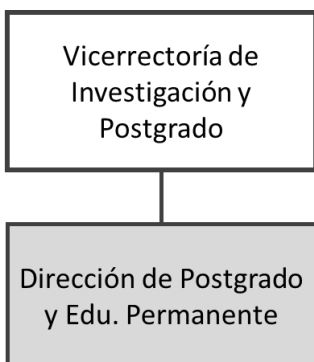 Vicerrectoría de
Investigación y
Postgrado
Dirección de Postgrado
y Edu. Permanente